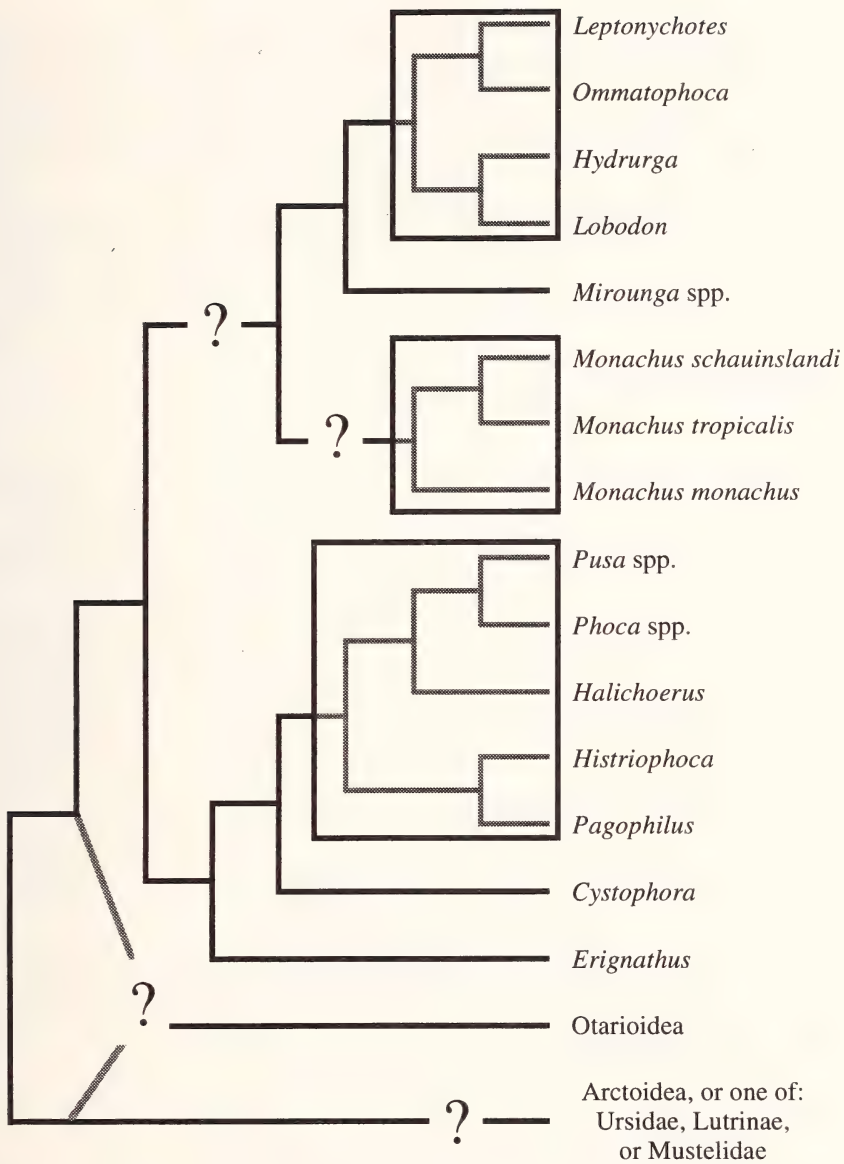 Leptonychotes
Ommatophoca
Hydrurga
Lobodon
Mirounga spp.
?
Monachus schauinslandi
Monachus tropicalis
?
Monachus monachus
Pusa spp.
Phoca spp.
Halichoerus
Histriophoca
Pagophilus
Cystophora
Erignathus
?
Otarioidea
Arctoidea, or one of:
? Ursidae, Lutrinae,
or Mustelidae